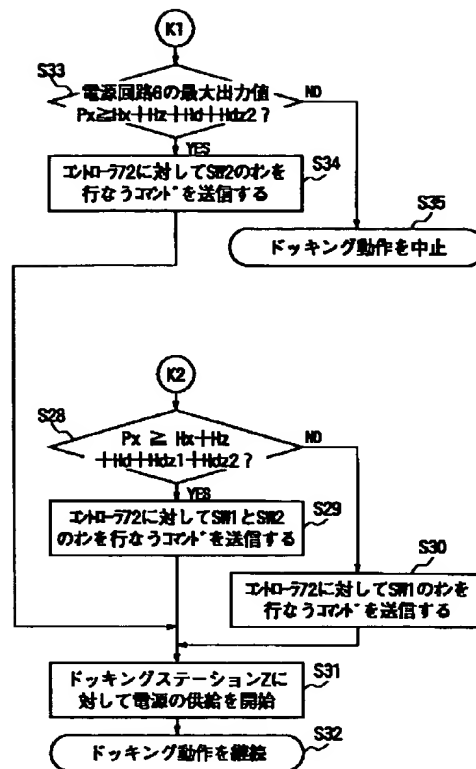 K1
S33
電源回路6の最大出力値
Px≧Hx+Hz+Hd+Hdz2?
NO
YES
S34
コントローラ72に対してSW2のオンを
行なうコマンドを送信する
S35
ドッキング動作を中止
K2
S28
Px ≧ Hx+Hz
+Hd+Hdz1+Hdz2?
NO
YES
S29
コントローラ72に対してSW1とSW2
のオンを行なうコマンドを送信する
S30
コントローラ72に対してSW1のオンを
行なうコマンドを送信する
S31
ドッキングステーションZに
対して電源の供給を開始
S32
ドッキング動作を継続